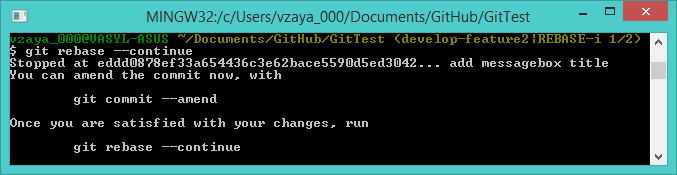 MINGW32:/c/Users/vzaya_000/Documents/GitHub/GitTest
vzaya_000@VASYL-ASUS ~/Documents/GitHub/GitTest (develop-feature2|REBASE-i 1/2)
$ git rebase --continue
Stopped at eddd0878ef33a654436c3e62bace5590d5ed3042... add messagebox title
You can amend the commit now, with
git commit --amend
Once you are satisfied with your changes, run
git rebase --continue